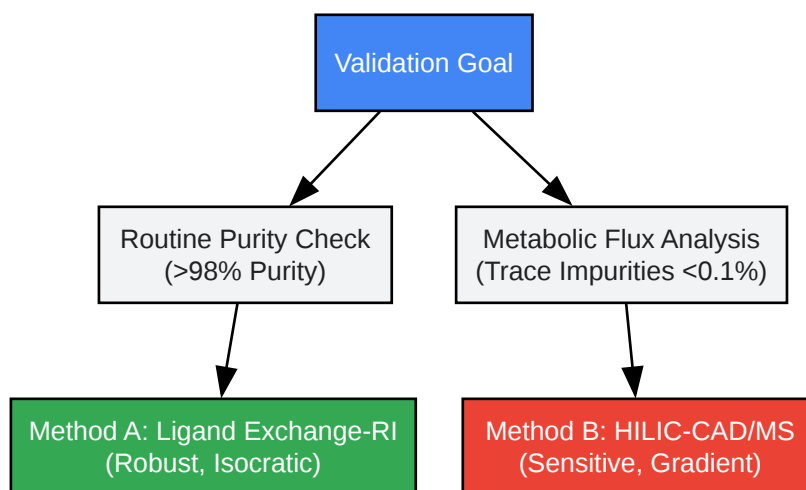 Validation Goal
Routine Purity Check
(>98% Purity)
Metabolic Flux Analysis
(Trace Impurities <0.1%)
Method A: Ligand Exchange-RI
(Robust, Isocratic)
Method B: HILIC-CAD/MS
(Sensitive, Gradient)